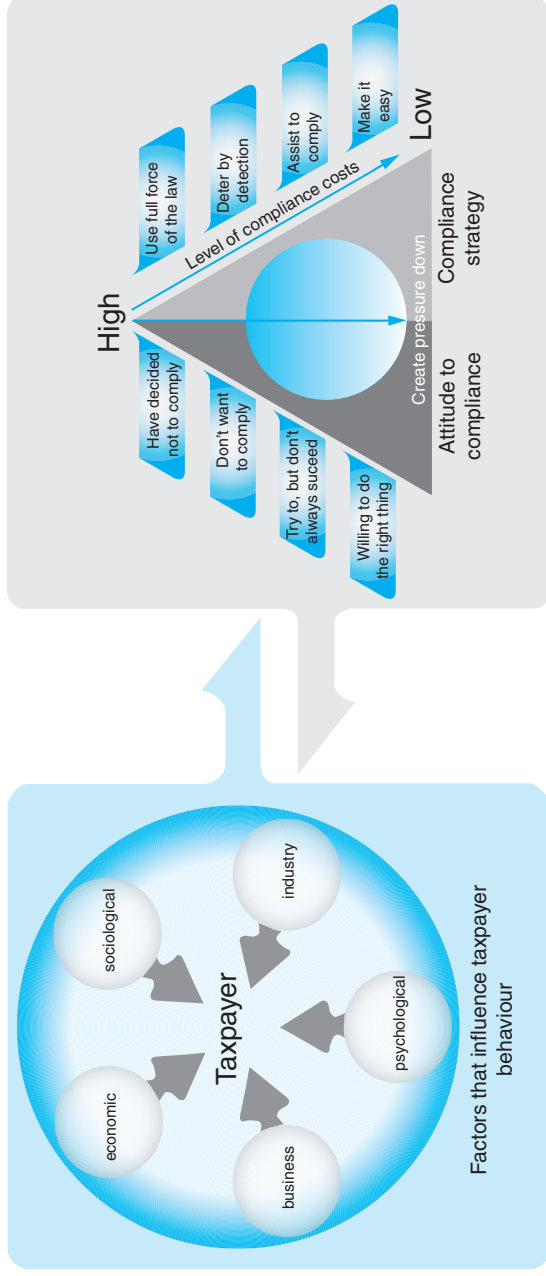 economic
sociological
business
Taxpayer
industry
psychological
Factors that influence taxpayer
behaviour
High
Have decided
not to comply
Don't want
to comply
Try to, but don't
always suceed
Willing to do
the right thing
Use full force
of the law
Deter by
detection
Assist to
comply
Make it
easy
Level of compliance costs
Low
Create pressure down
Attitude to
compliance
Compliance
strategy